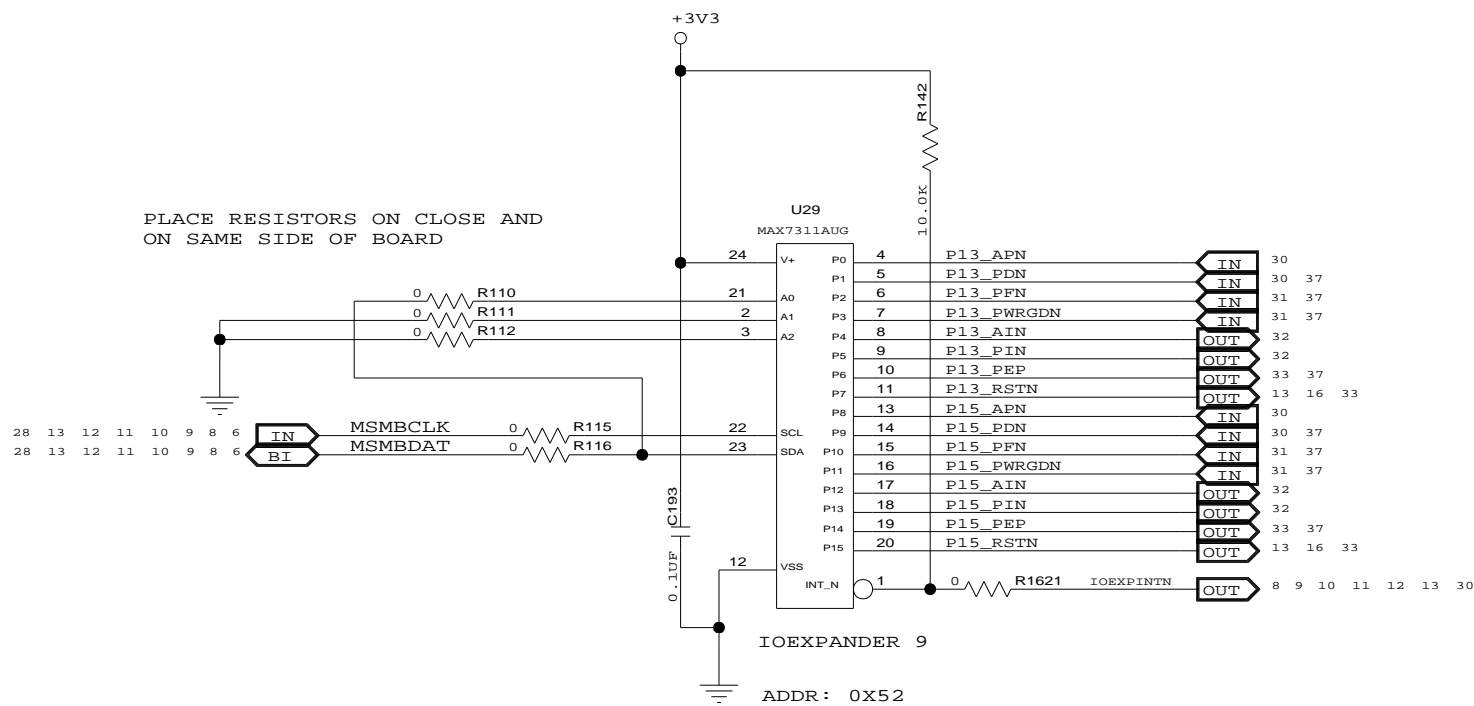 +3V3
R142
10.0K
PLACE RESISTORS ON CLOSE AND
ON SAME SIDE OF BOARD
U29
MAX7311AUG
24 V+ P0 4 P13_APN IN 30
P1 5 P13_PDN IN 30 37
0 R110 21 A0 P2 6 P13_PFN IN 31 37
0 R111 2 A1 P3 7 P13_PWRGDN IN 31 37
0 R112 3 A2 P4 8 P13_AIN OUT 32
P5 9 P13_PIN OUT 32
P6 10 P13_PEP OUT 33 37
P7 11 P13_RSTN OUT 13 16 33
P8 13 P15_APN IN 30
28 13 12 11 10 9 8 6 IN MSMBCLK 0 R115 22 SCL P9 14 P15_PDN IN 30 37
28 13 12 11 10 9 8 6 BI MSMBDAT 0 R116 23 SDA P10 15 P15_PFN IN 31 37
P11 16 P15_PWRGDN IN 31 37
P12 17 P15_AIN OUT 32
P13 18 P15_PIN OUT 32
P14 19 P15_PEP OUT 33 37
P15 20 P15_RSTN OUT 13 16 33
C193
0.1UF
12 VSS
INT_N 1 0 R1621 IOEXPINTN OUT 8 9 10 11 12 13 30
IOEXPANDER 9
ADDR: 0X52